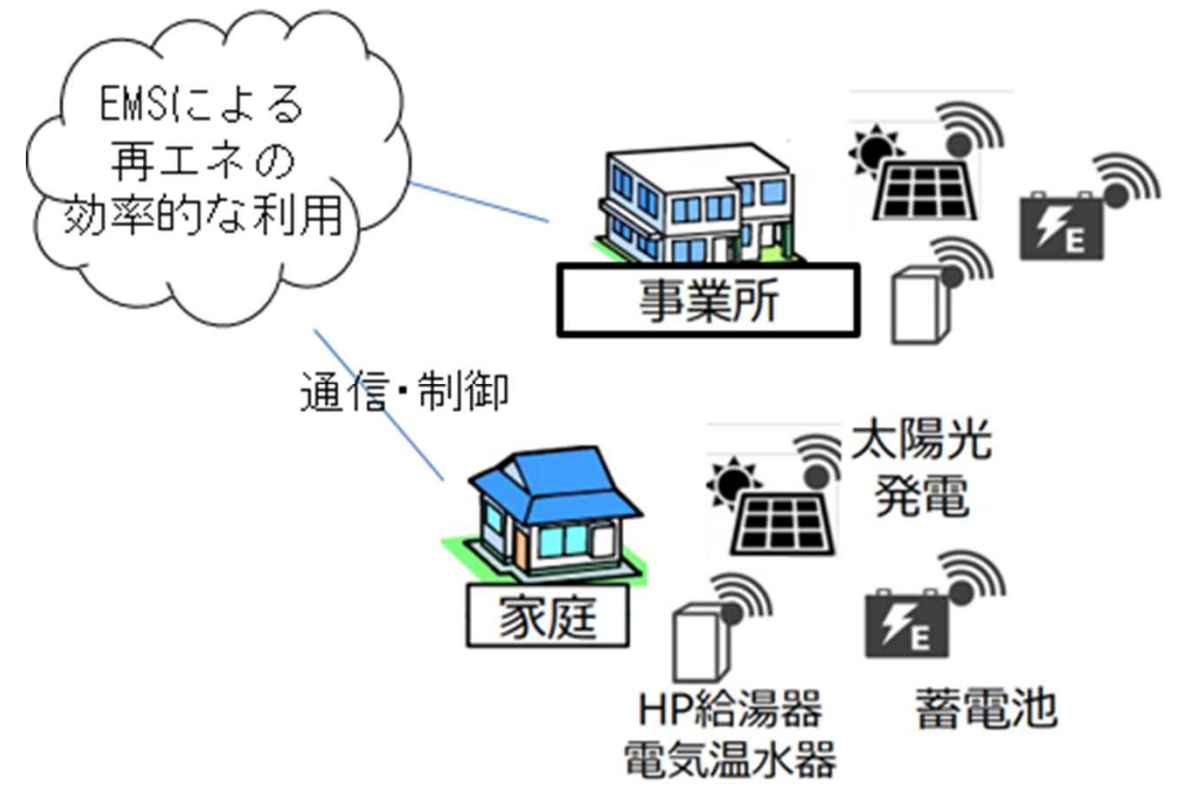 EMSによる
再エネの
効率的な利用
事業所
通信・制御
太陽光
発電
E
E
家庭
HP給湯器
電気温水器
蓄電池